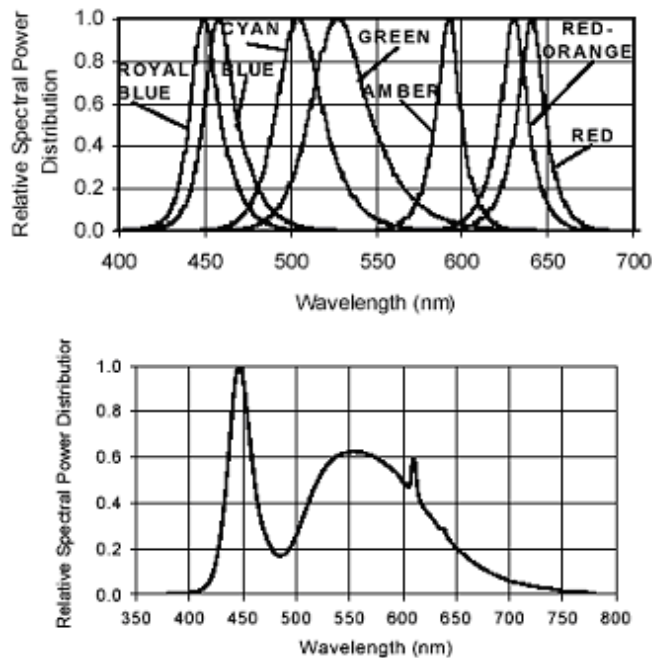 Relative Spectral Power
Distribution
1.0
0.8
0.6
0.4
0.2
0.0
CYAN
GREEN
RED-
ORANGE
ROYAL
BLUE
BLUE
AMBER
RED
400 450 500 550 600 650 700
Wavelength (nm)
Relative Spectral Power Distributior
1.0
0.8
0.6
0.4
0.2
0.0
350 400 450 500 550 600 650 700 750 800
Wavelength (nm)